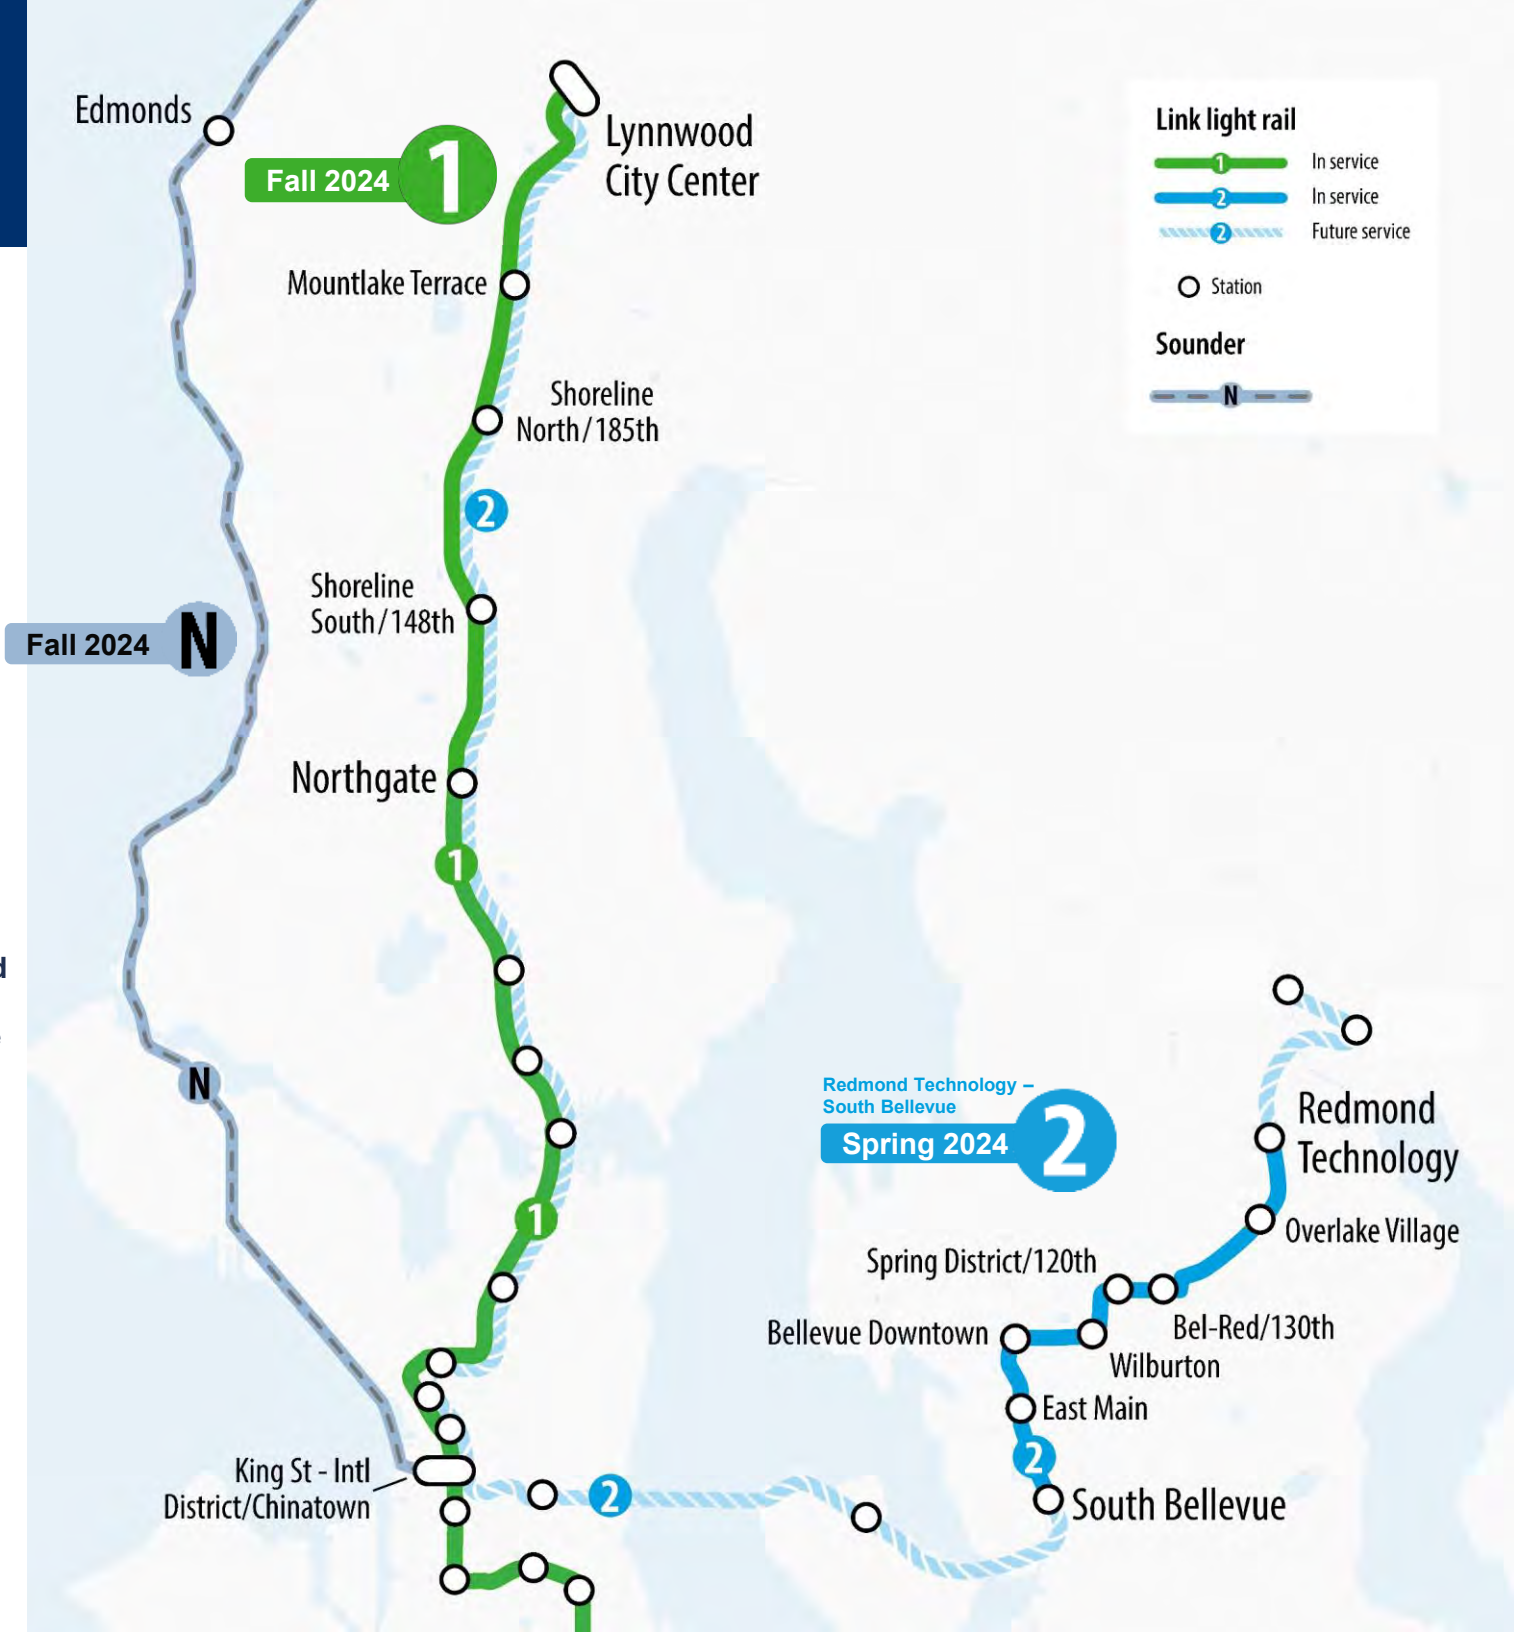 Edmonds
Fall 2024
1
Lynnwood
City Center
Link light rail
1
In service
2
In service
2
Future service
Station
Sounder
N
Mountlake Terrace
Shoreline
North/185th
2
Shoreline
South/148th
Fall 2024
N
Northgate
1
d
N
Redmond Technology –
South Bellevue
Spring 2024
2
Redmond
Technology
1
Overlake Village
Spring District/120th
Bellevue Downtown
Bel-Red/130th
Wilburton
East Main
2
King St - Intl
District/Chinatown
2
South Bellevue